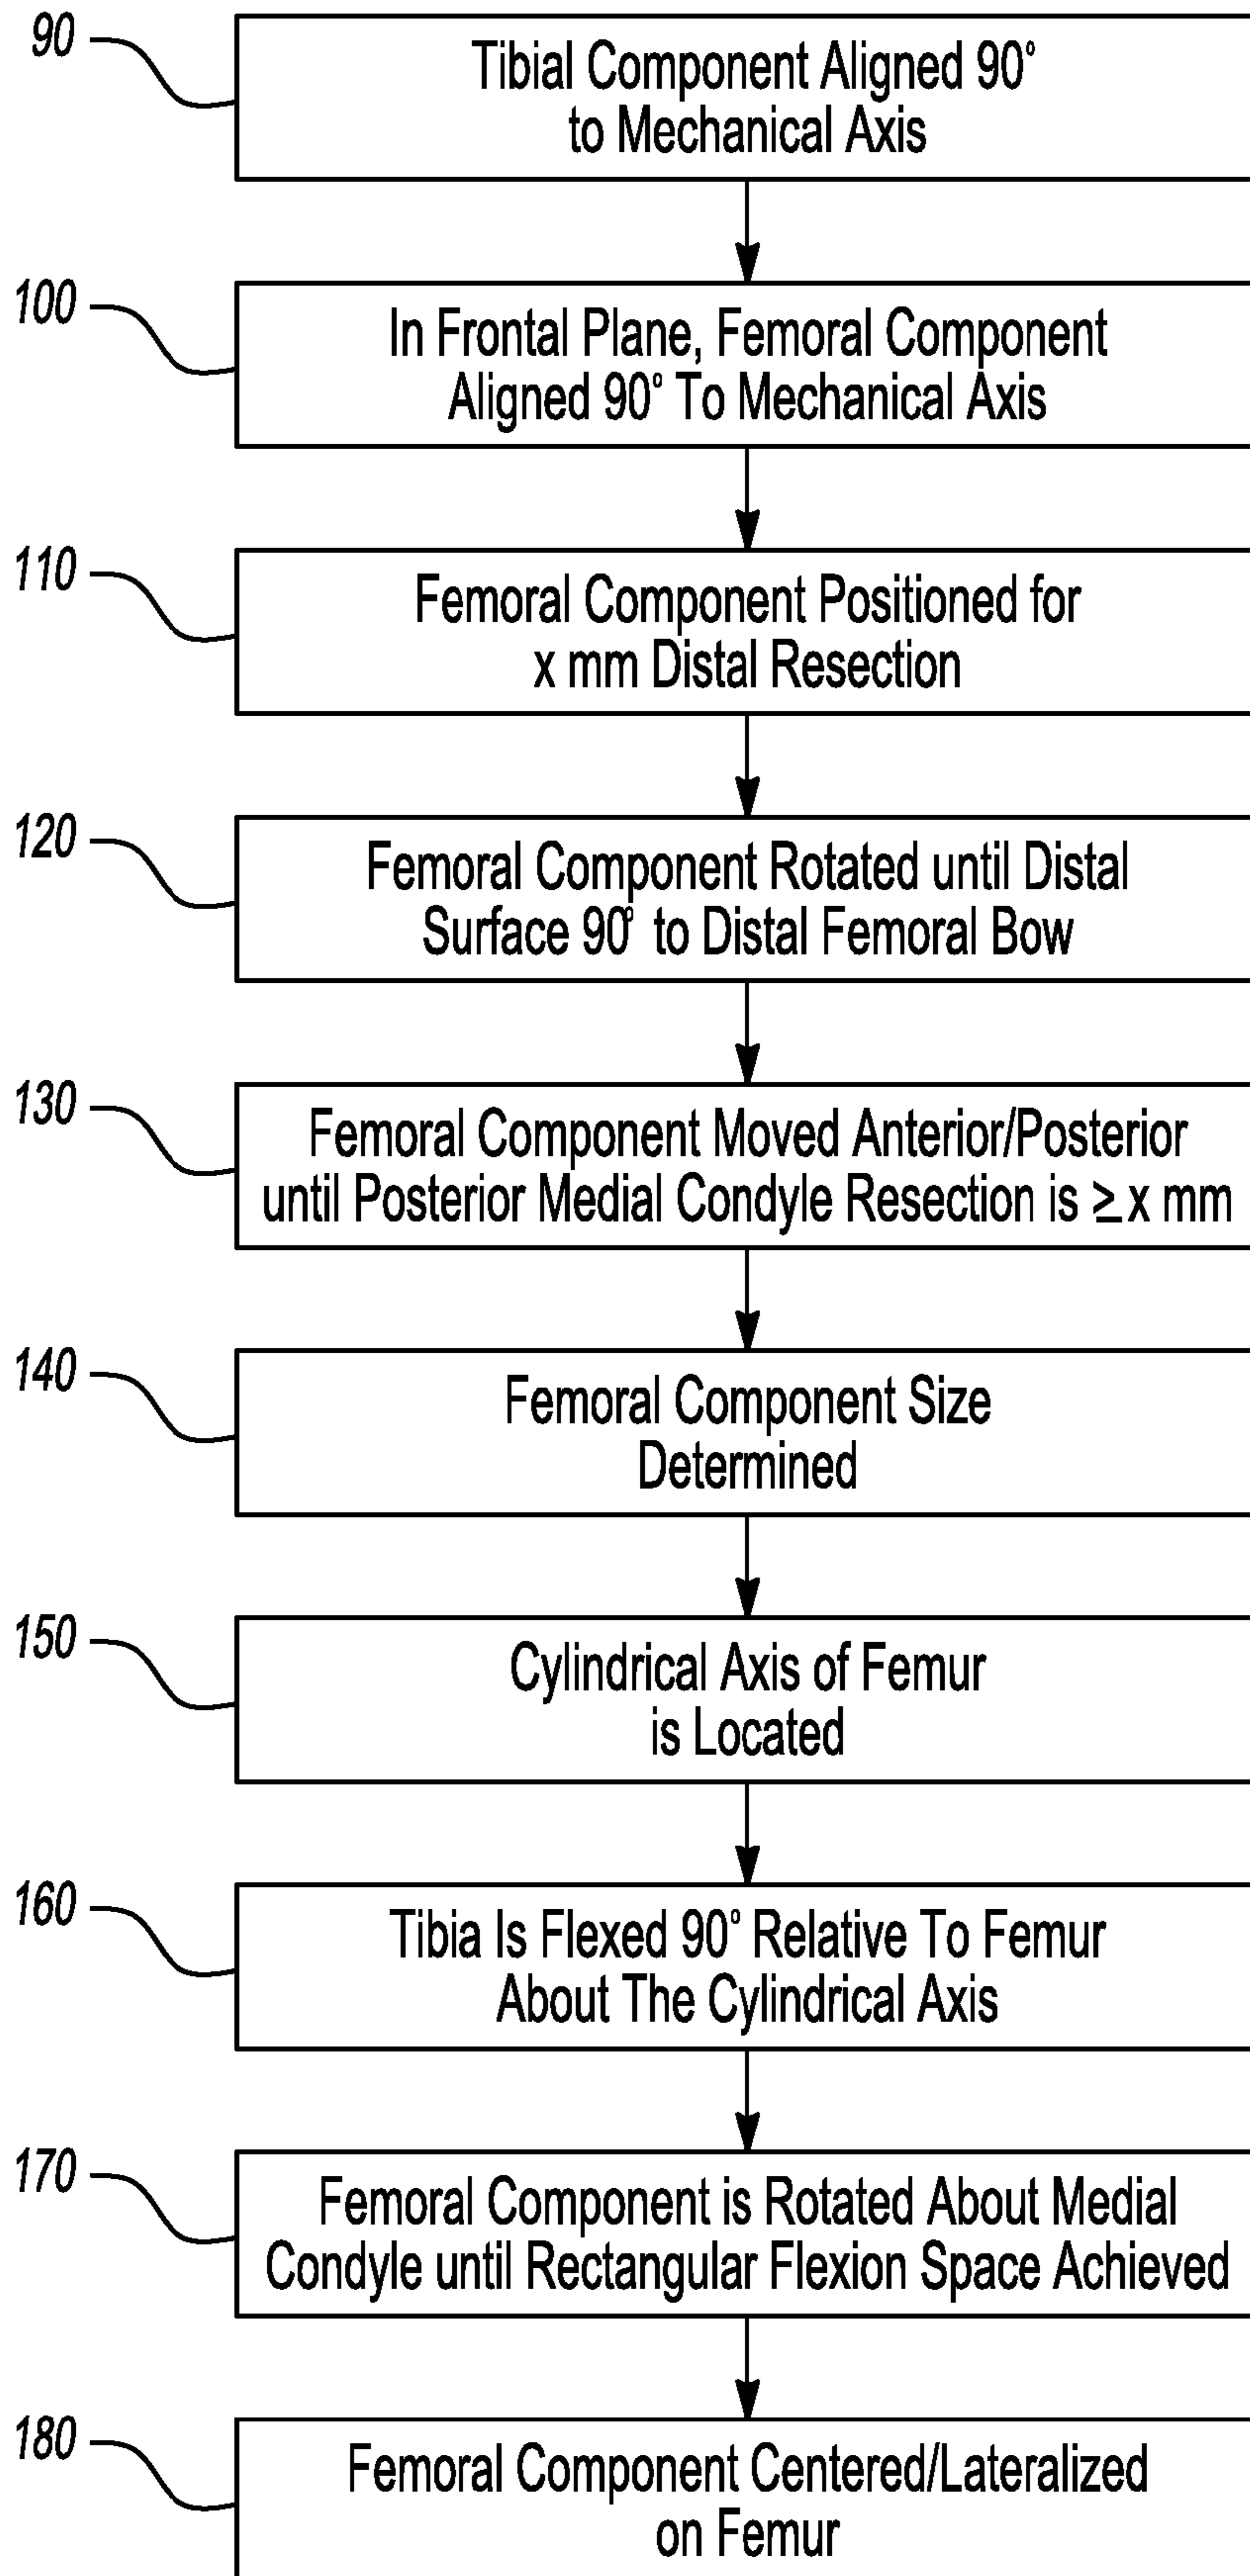 90
Tibial Component Aligned 90°
to Mechanical Axis
100
In Frontal Plane, Femoral Component
Aligned 90° To Mechanical Axis
110
Femoral Component Positioned for
x mm Distal Resection
120
Femoral Component Rotated until Distal
Surface 90° to Distal Femoral Bow
130
Femoral Component Moved Anterior/Posterior
until Posterior Medial Condyle Resection is ≥ x mm
140
Femoral Component Size
Determined
150
Cylindrical Axis of Femur
is Located
160
Tibia Is Flexed 90° Relative To Femur
About The Cylindrical Axis
170
Femoral Component is Rotated About Medial
Condyle until Rectangular Flexion Space Achieved
180
Femoral Component Centered/Lateralized
on Femur